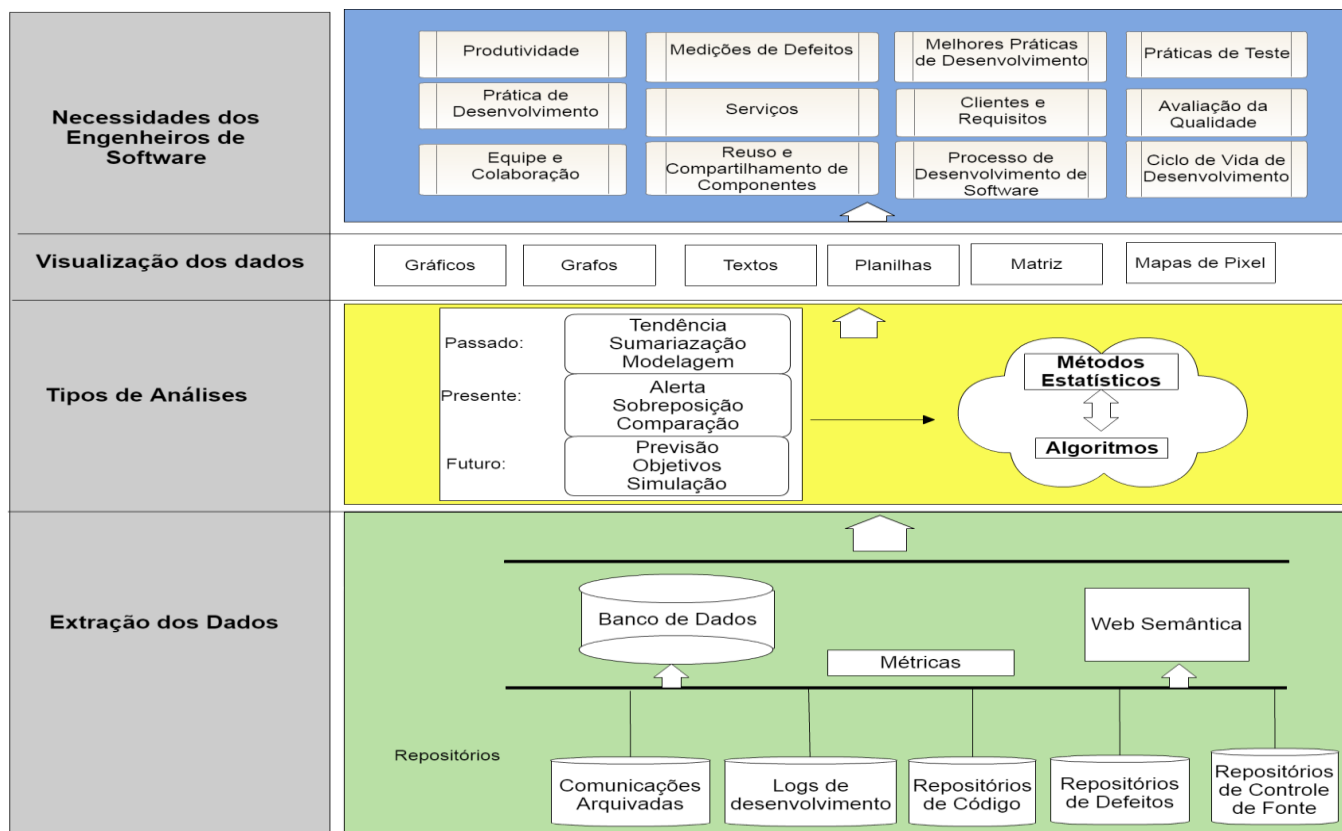 Necessidades dos
Engenheiros de
Software
Produtividade
Medições de Defeitos
Melhores Práticas
de Desenvolvimento
Práticas de Teste
Prática de
Desenvolvimento
Serviços
Clientes e
Requisitos
Avaliação da
Qualidade
Equipe e
Colaboração
Reuso e
Compartilhamento de
Componentes
Processo de
Desenvolvimento de
Software
Ciclo de Vida de
Desenvolvimento
Visualização dos dados
Gráficos
Grafos
Textos
Planilhas
Matriz
Mapas de Pixel
Tipos de Análises
Passado:
Tendência
Sumariazação
Modelagem
Presente:
Alerta
Sobreposição
Comparação
Futuro:
Previsão
Objetivos
Simulação
Métodos
Estatísticos
Algoritmos
Extração dos Dados
Banco de Dados
Web Semântica
Métricas
Repositórios
Comunicações
Arquivadas
Logs de
desenvolvimento
Repositórios
de Código
Repositórios
de Defeitos
Repositórios
de Controle
de Fonte